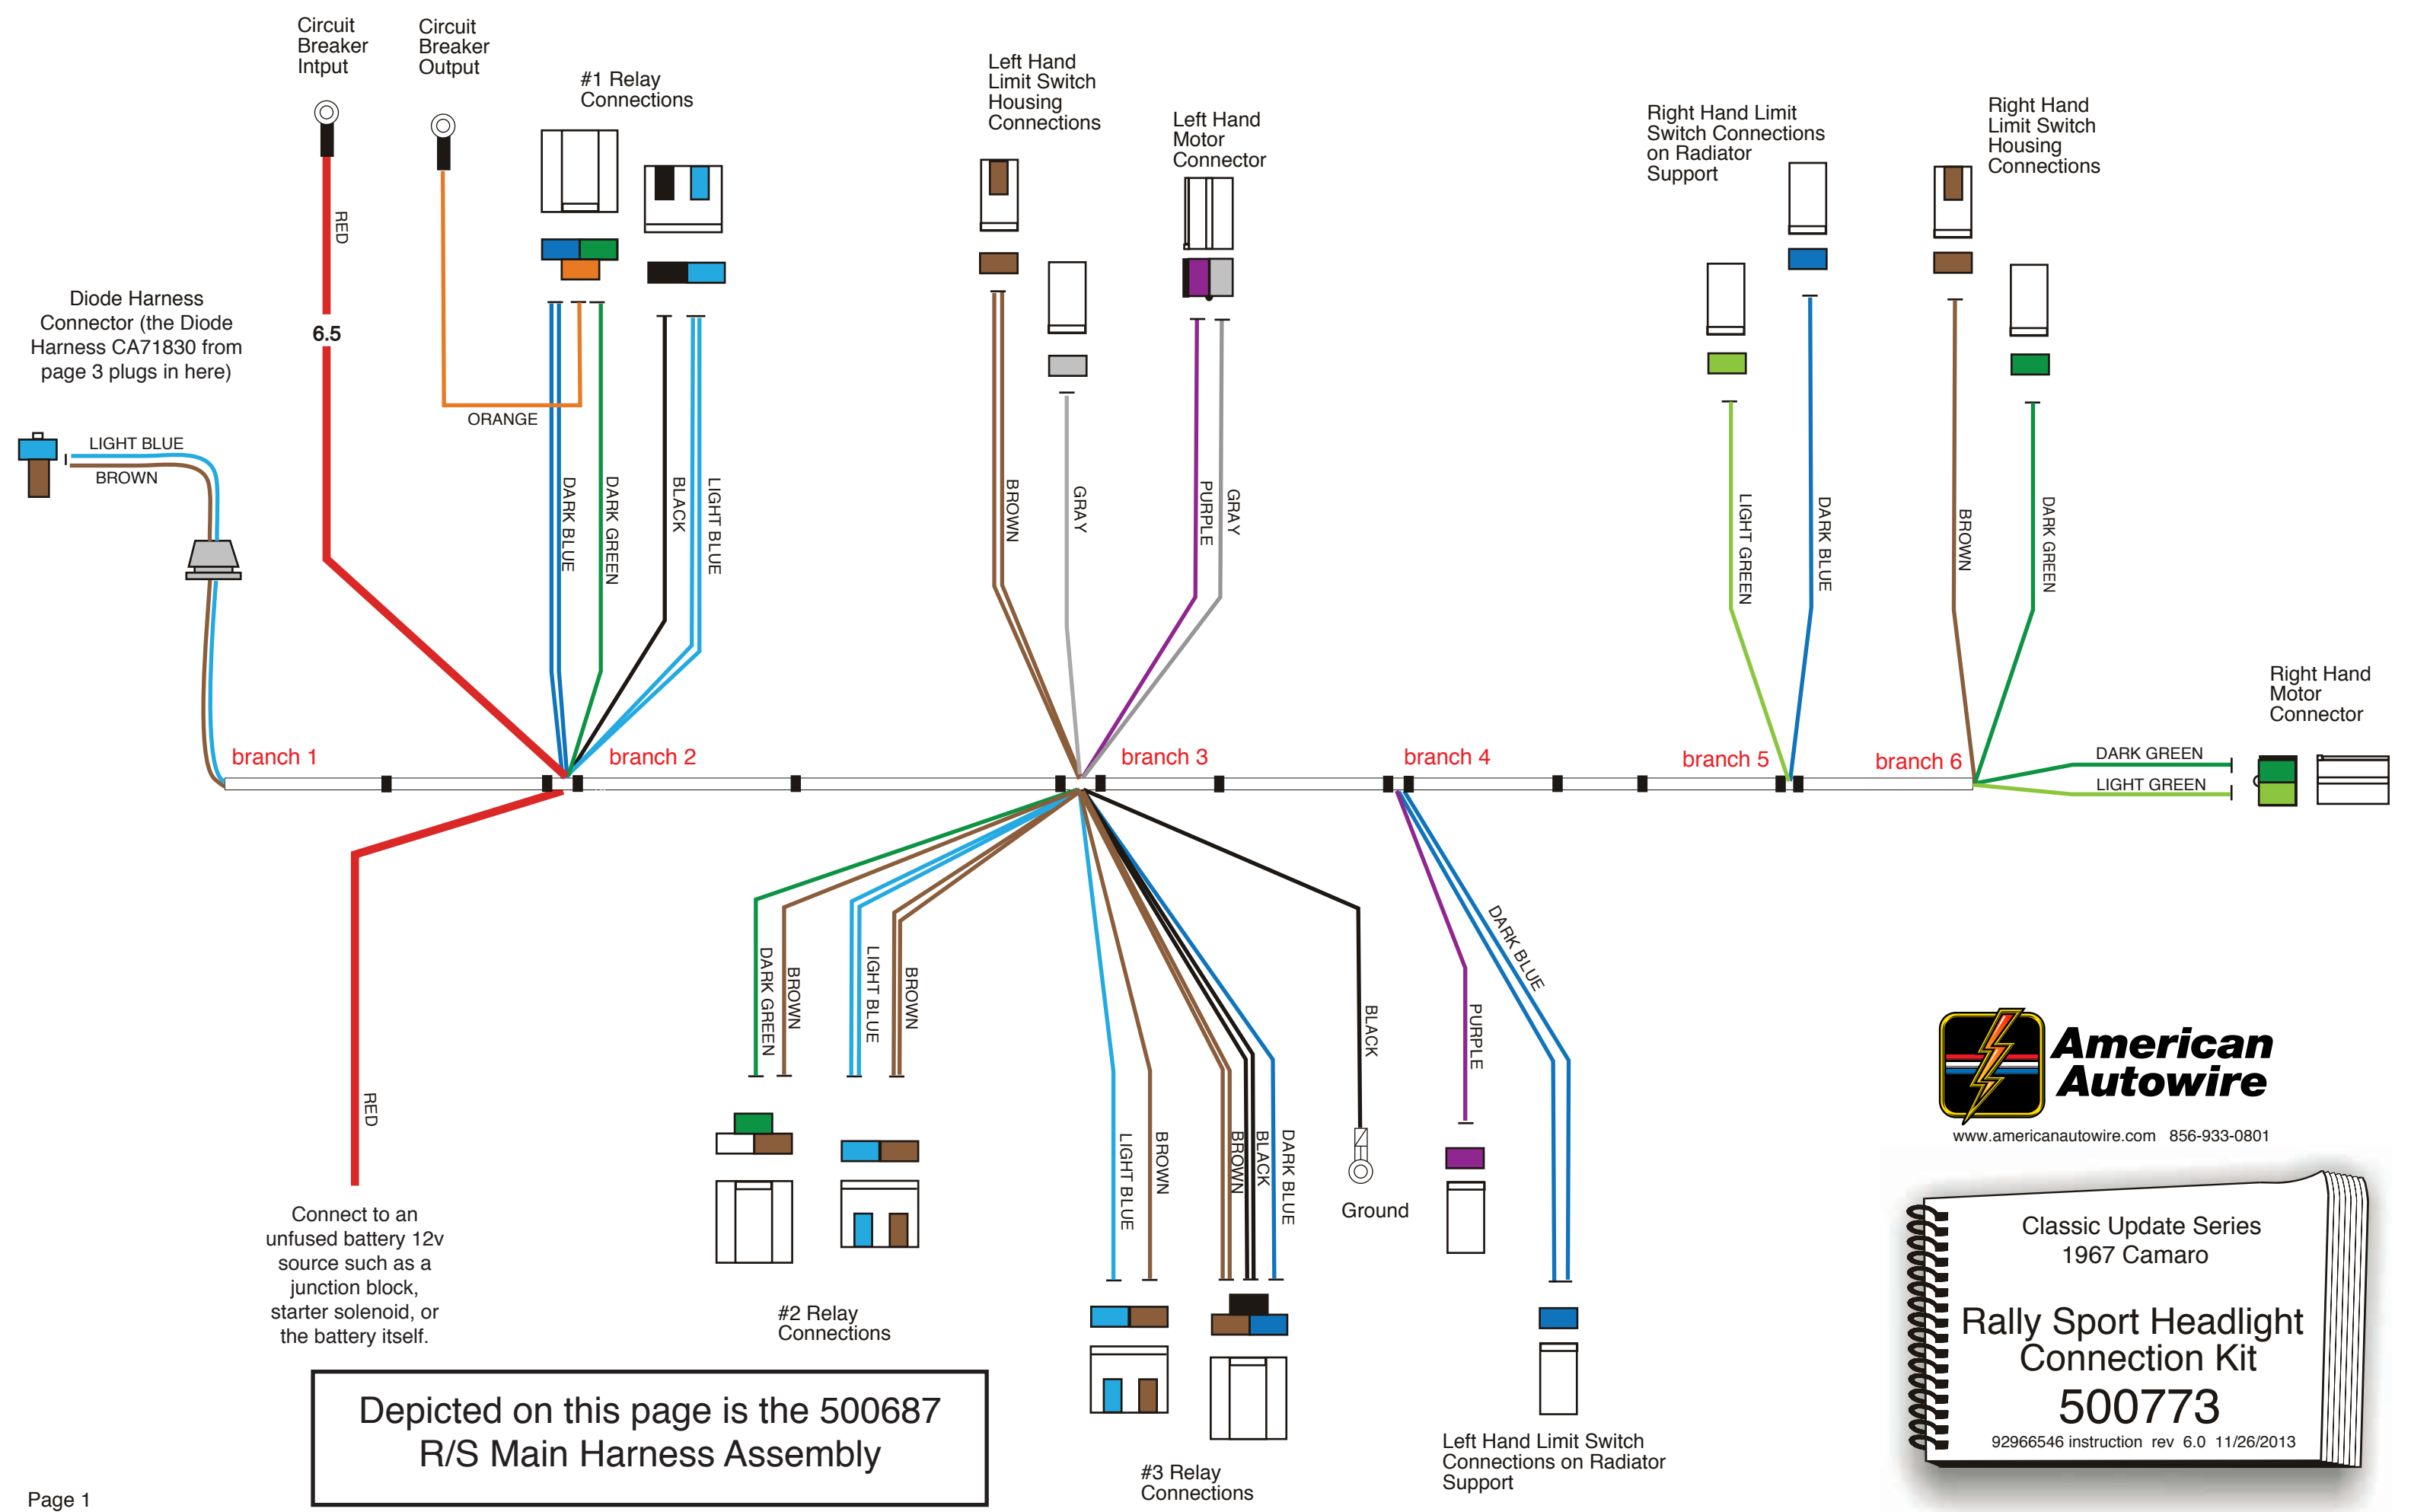 Circuit
Breaker
Intput
Circuit
Breaker
Output
#1 Relay
Connections
Left Hand
Limit Switch
Housing
Connections
Left Hand
Motor
Connector
Right Hand Limit
Switch Connections
on Radiator
Support
Right Hand
Limit Switch
Housing
Connections
RED
6.5
Diode Harness
Connector (the Diode
Harness CA71830 from
page 3 plugs in here)
LIGHT BLUE
BROWN
ORANGE
DARK BLUE
DARK GREEN
BLACK
LIGHT BLUE
BROWN
GRAY
PURPLE
GRAY
LIGHT GREEN
DARK BLUE
BROWN
DARK GREEN
Right Hand
Motor
Connector
branch 1
branch 2
branch 3
branch 4
branch 5
branch 6
DARK GREEN
LIGHT GREEN
RED
DARK GREEN
BROWN
LIGHT BLUE
BROWN
LIGHT BLUE
BROWN
BROWN
BLACK
DARK BLUE
BLACK
PURPLE
DARK BLUE
Ground
Connect to an
unfused battery 12v
source such as a
junction block,
starter solenoid, or
the battery itself.
#2 Relay
Connections
#3 Relay
Connections
Left Hand Limit Switch
Connections on Radiator
Support
American
Autowire
www.americanautowire.com 856-933-0801
Classic Update Series
1967 Camaro
Rally Sport Headlight
Connection Kit
500773
92966546 instruction rev 6.0 11/26/2013
Depicted on this page is the 500687
R/S Main Harness Assembly
Page 1